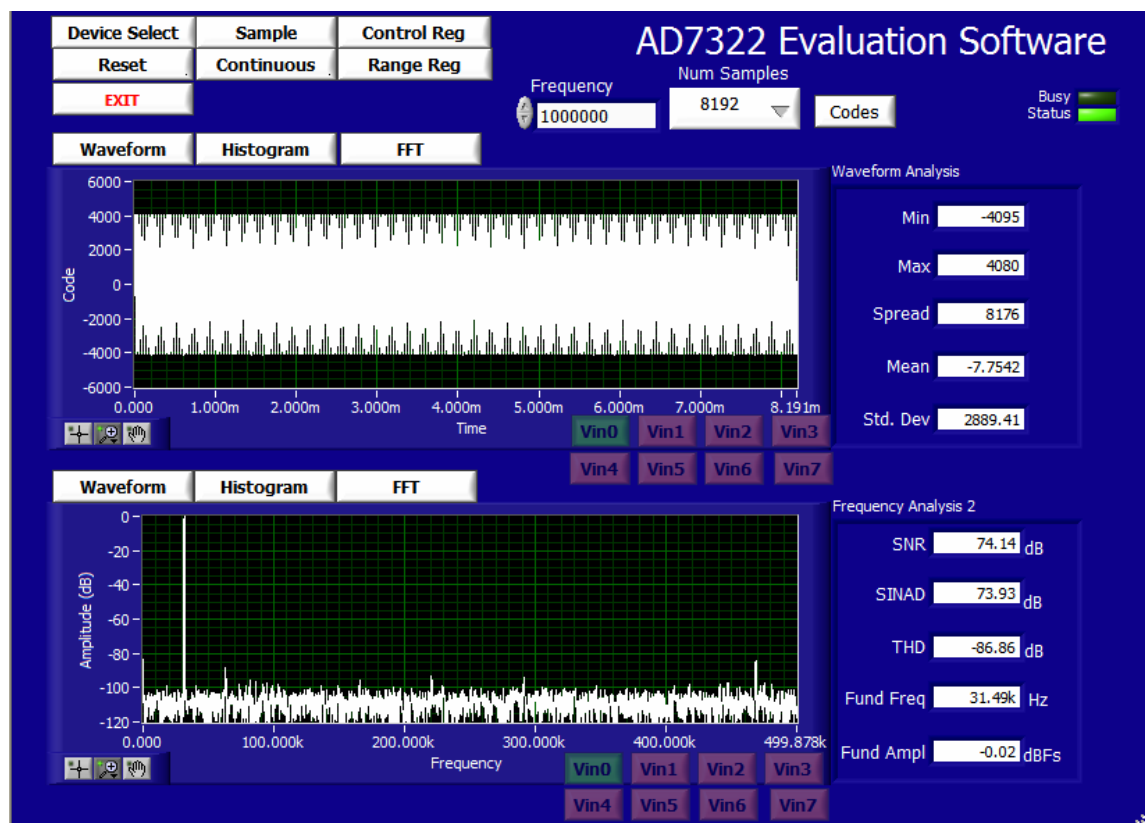 Device Select Sample Control Reg
AD7322 Evaluation Software
Reset Continuous Range Reg
EXIT
Frequency
1000000
Num Samples
8192
Codes
Busy
Status
Waveform Histogram FFT
6000
4000
2000
0
-2000
-4000
-6000
Code
0.000 1.000m 2.000m 3.000m 4.000m 5.000m 6.000m 7.000m 8.191m
Time
Vin0 Vin1 Vin2 Vin3
Vin4 Vin5 Vin6 Vin7
Waveform Analysis
Min -4095
Max 4080
Spread 8176
Mean -7.7542
Std. Dev 2889.41
Waveform Histogram FFT
0
-20
-40
-60
-80
-100
-120
Amplitude (dB)
0.000 100.000k 200.000k 300.000k 400.000k 499.878k
Frequency
Vin0 Vin1 Vin2 Vin3
Vin4 Vin5 Vin6 Vin7
Frequency Analysis 2
SNR 74.14 dB
SINAD 73.93 dB
THD -86.86 dB
Fund Freq 31.49k Hz
Fund Ampl -0.02 dBFs